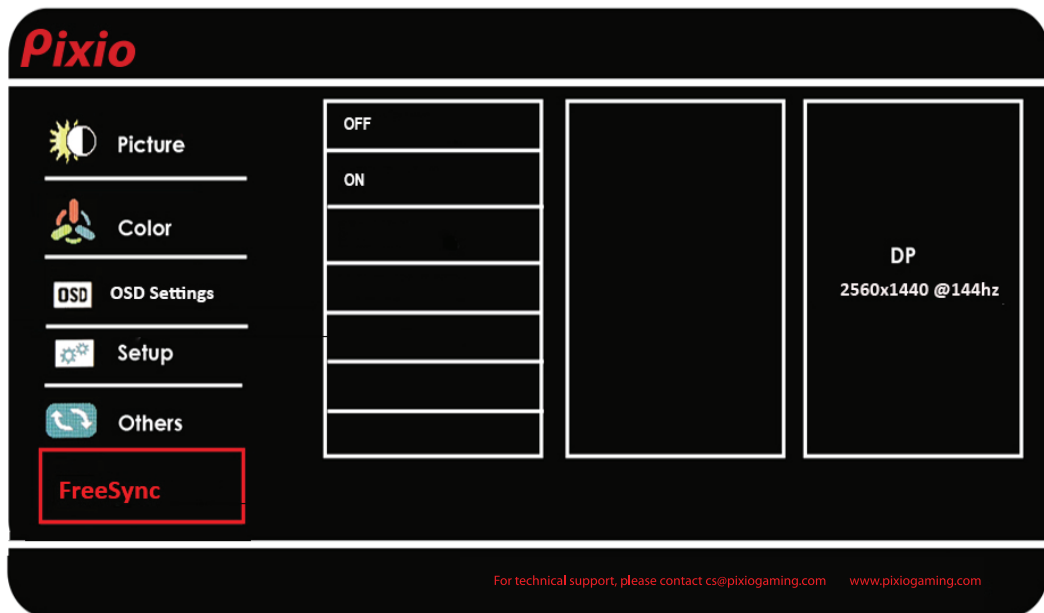 Pixio
Picture
Color
OSD OSD Settings
Setup
Others
FreeSync
OFF
ON
DP
2560x1440 @144hz
For technical support, please contact cs@pixiogaming.com www.pixiogaming.com